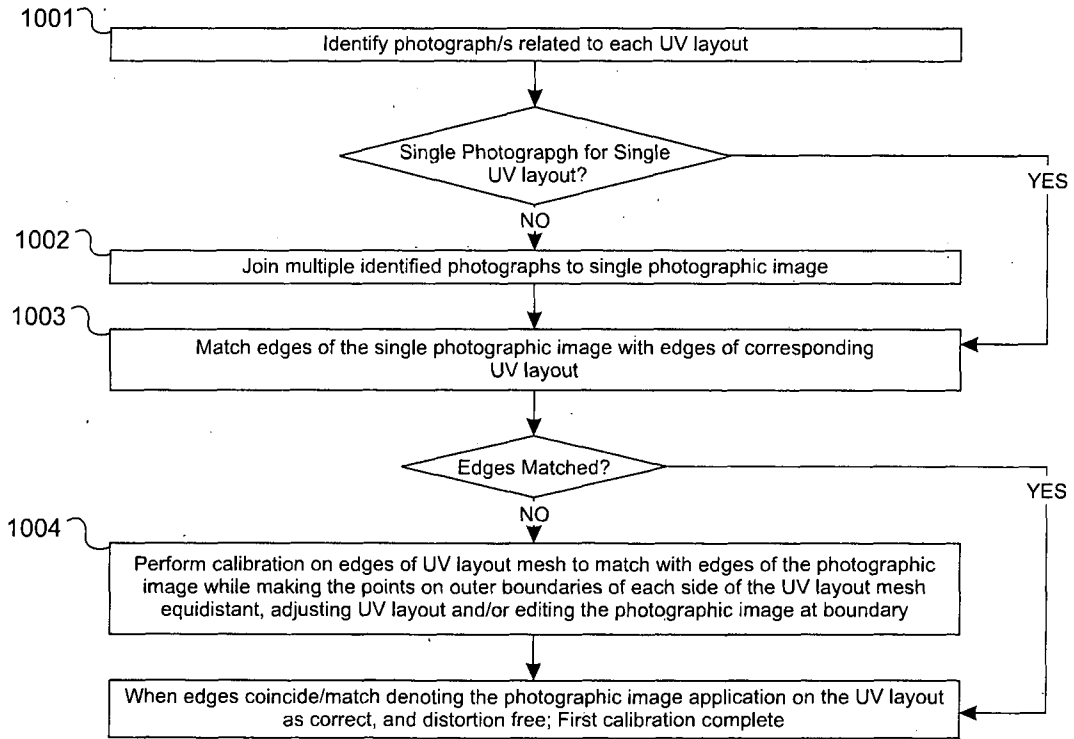 1001
Identify photograph/s related to each UV layout
Single Photograpgh for Single
UV layout?
YES
NO
1002
Join multiple identified photographs to single photographic image
1003
Match edges of the single photographic image with edges of corresponding
UV layout
Edges Matched?
YES
NO
1004
Perform calibration on edges of UV layout mesh to match with edges of the photographic
image while making the points on outer boundaries of each side of the UV layout mesh
equidistant, adjusting UV layout and/or editing the photographic image at boundary
When edges coincide/match denoting the photographic image application on the UV layout
as correct, and distortion free; First calibration complete